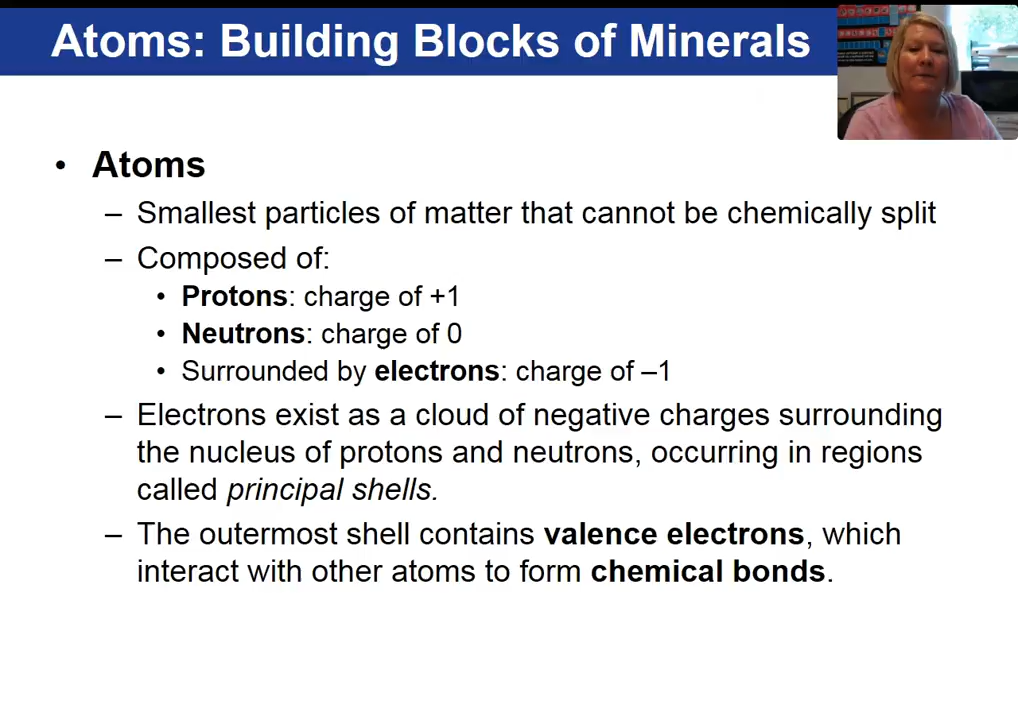 Atoms: Building Blocks of Minerals
• Atoms
– Smallest particles of matter that cannot be chemically split
– Composed of:
• Protons: charge of +1
• Neutrons: charge of 0
• Surrounded by electrons: charge of –1
– Electrons exist as a cloud of negative charges surrounding
the nucleus of protons and neutrons, occurring in regions
called principal shells.
– The outermost shell contains valence electrons, which
interact with other atoms to form chemical bonds.